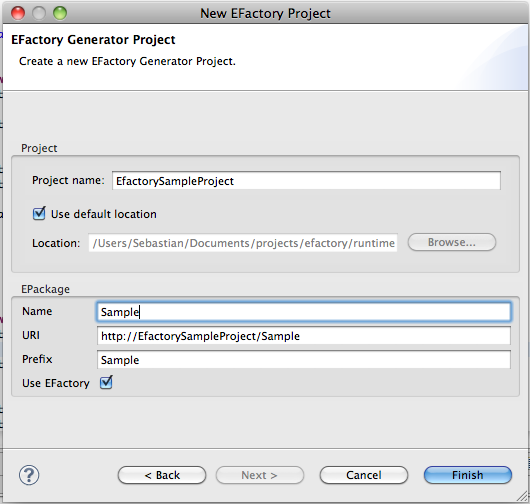 New EFactory Project
EFactory Generator Project
Create a new EFactory Generator Project.
Project
Project name: EfactorySampleProject
Use default location
Location: /Users/Sebastian/Documents/projects/efactory/runtime Browse...
EPackage
Name Sample
URI http://EfactorySampleProject/Sample
Prefix Sample
Use EFactory
? < Back Next > Cancel Finish